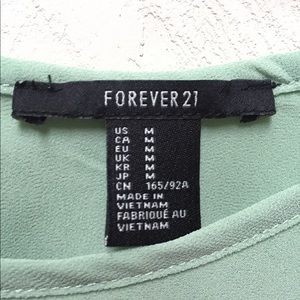 FOREVER 21
US M
CA M
EU M
UK M
KR M
JP M
CN 165/92A
MADE IN
VIETNAM
FABRIQUÉ AU
VIETNAM